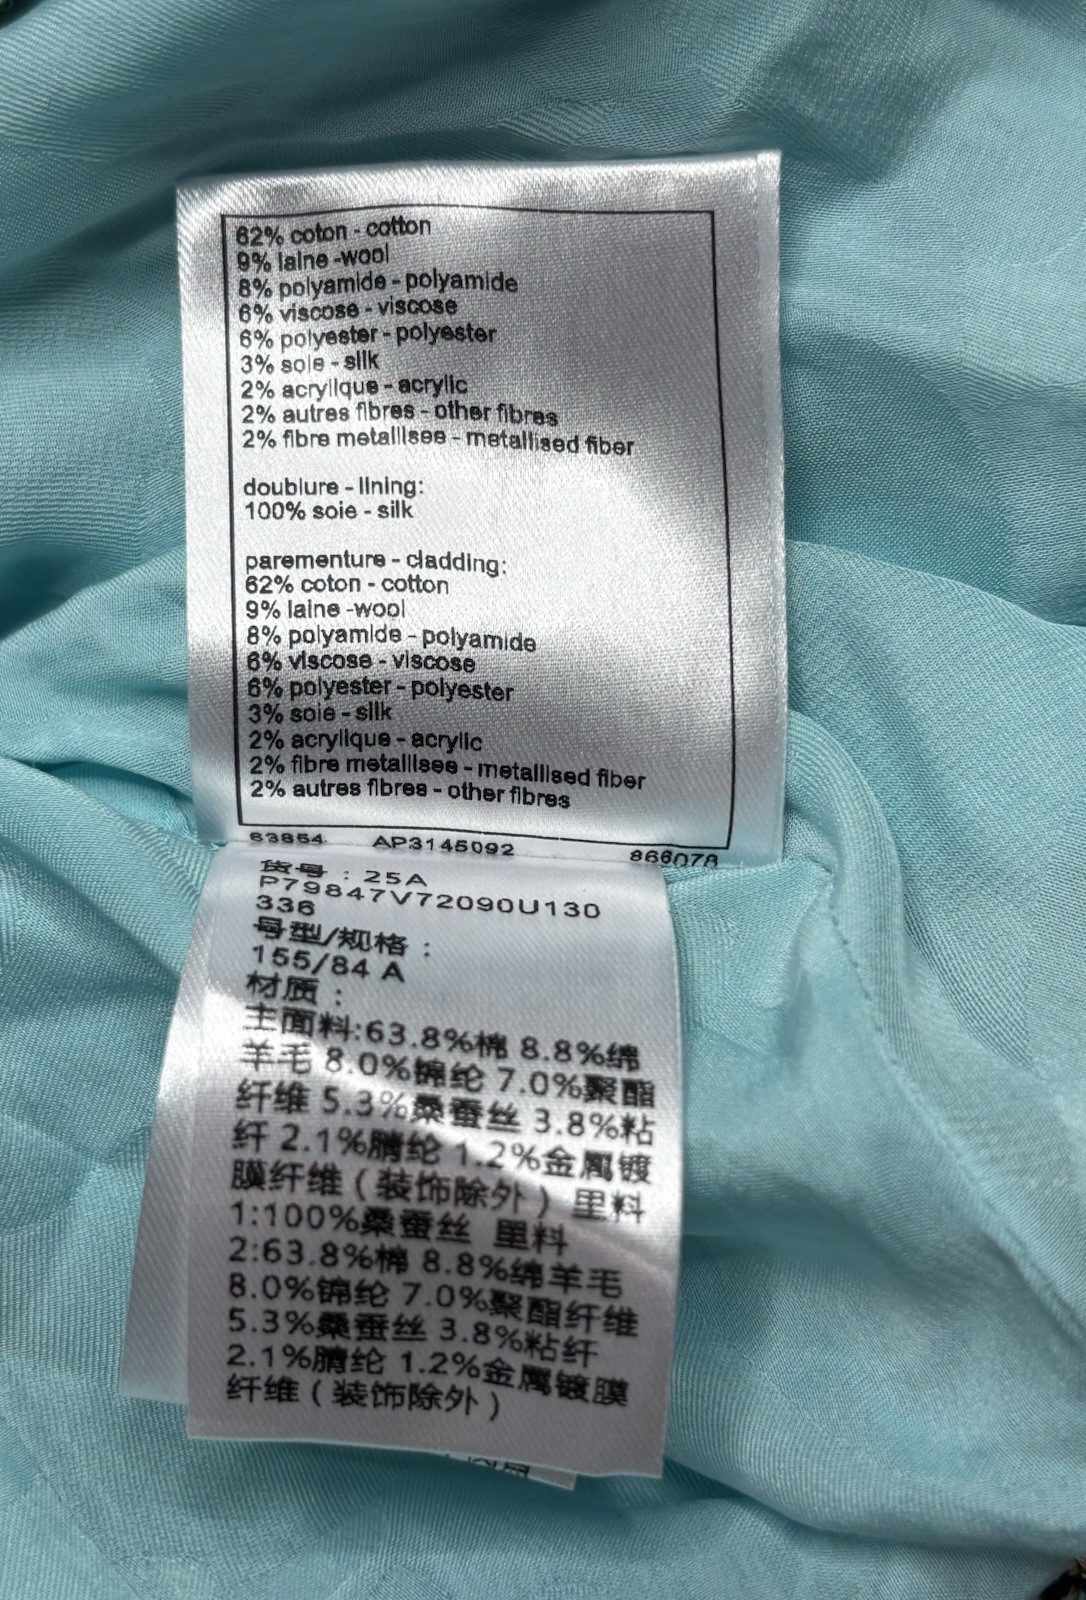 62% coton - cotton
9% laine -wool
8% polyamide - polyamide
6% viscose - viscose
6% polyester - polyester
3% soie - silk
2% acrylique - acrylic
2% autres fibres - other fibres
2% fibre metallisee - metallised fiber
doublure - lining:
100% soie - silk
parementure - cladding:
62% coton - cotton
9% laine -wool
8% polyamide - polyamide
6% viscose - viscose
6% polyester - polyester
3% soie - silk
2% acrylique - acrylic
2% fibre metallisee - metallised fiber
2% autres fibres - other fibres
63854 AP3145092 866078
货号：25A
P79847V72090U130
336
号型/规格：
155/84 A
材质：
主面料:63.8%棉 8.8%绵
羊毛 8.0%锦纶 7.0%聚酯
纤维 5.3%桑蚕丝 3.8%粘
纤 2.1%腈纶 1.2%金属镀
膜纤维（装饰除外）里料
1:100%桑蚕丝 里料
2:63.8%棉 8.8%绵羊毛
8.0%锦纶 7.0%聚酯纤维
5.3%桑蚕丝 3.8%粘纤
2.1%腈纶 1.2%金属镀膜
纤维（装饰除外）